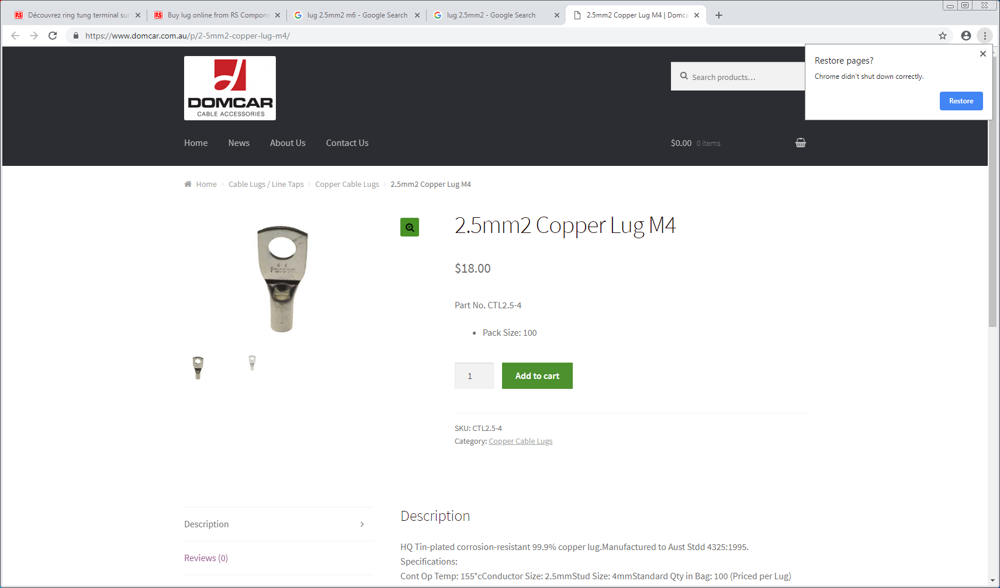 Découvrez ring tung terminal sur
Buy lug online from RS Compone
lug 2.5mm2 m6 - Google Search
lug 2.5mm2 - Google Search
2.5mm2 Copper Lug M4 | Domca
https://www.domcar.com.au/p/2-5mm2-copper-lug-m4/
Restore pages?
Chrome didn't shut down correctly.
Restore
DOMCAR
CABLE ACCESSORIES
Search products...
Home
News
About Us
Contact Us
$0.00 0 items
Home
Cable Lugs / Line Taps
Copper Cable Lugs
2.5mm2 Copper Lug M4
Paccom
2.5mm2 Copper Lug M4
$18.00
Part No. CTL2.5-4
• Pack Size: 100
1
Add to cart
SKU: CTL2.5-4
Category: Copper Cable Lugs
Description
Reviews (0)
Description
HQ Tin-plated corrosion-resistant 99.9% copper lug.Manufactured to Aust Stdd 4325:1995.
Specifications:
Cont Op Temp: 155°cConductor Size: 2.5mmStud Size: 4mmStandard Qty in Bag: 100 (Priced per Lug)